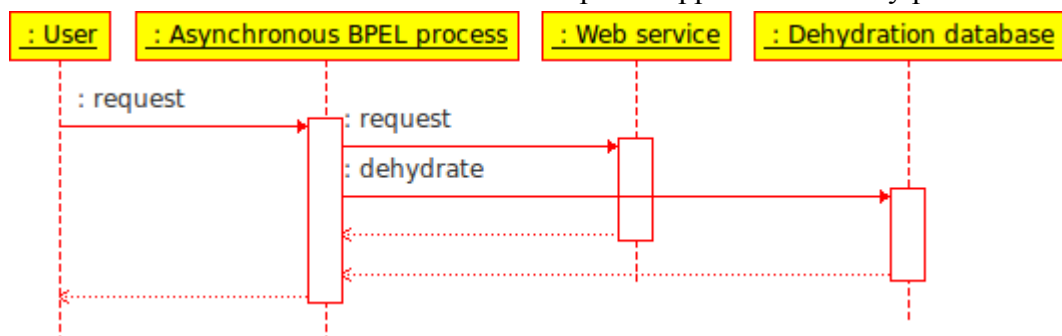 : User
: Asynchronous BPEL process
: Web service
: Dehydration database
: request
: request
: dehydrate